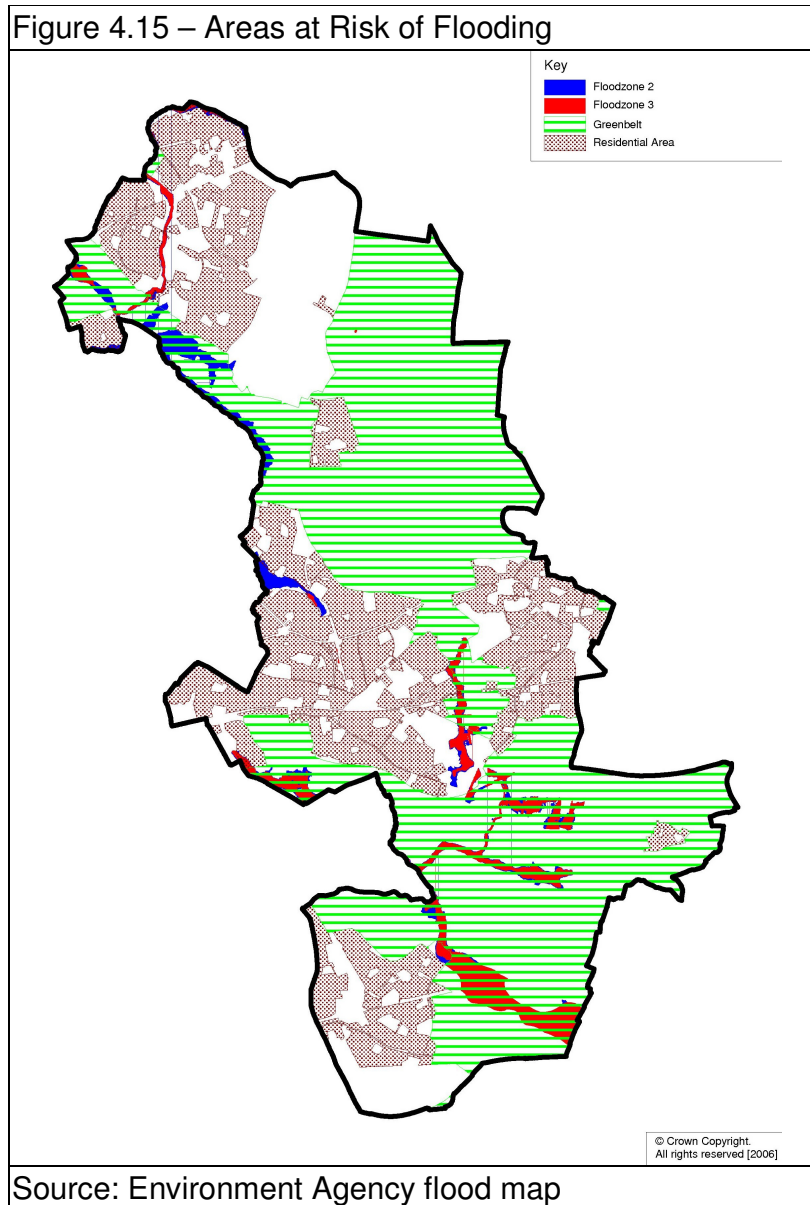 Figure 4.15 – Areas at Risk of Flooding
Key
Floodzone 2
Floodzone 3
Greenbelt
Residential Area
© Crown Copyright.
All rights reserved [2006]
Source: Environment Agency flood map